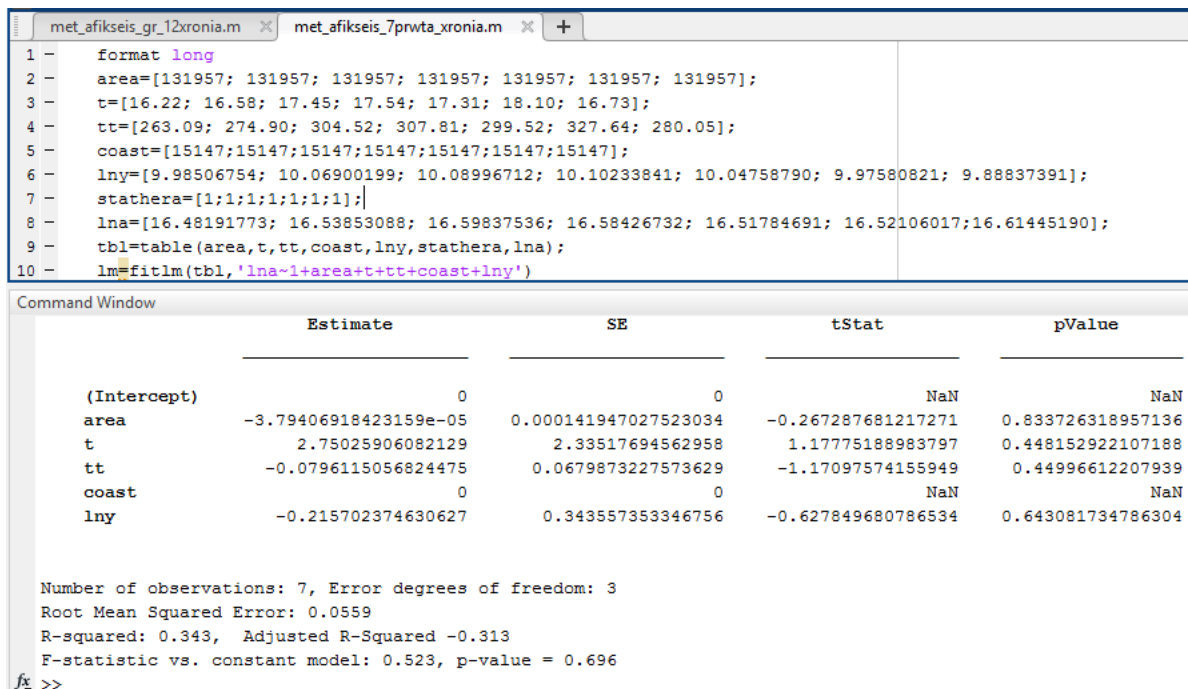 met_afikseis_gr_12xronia.m × met_afikseis_7prwta_xronia.m × +
1 − format long
2 − area=[131957; 131957; 131957; 131957; 131957; 131957; 131957];
3 − t=[16.22; 16.58; 17.45; 17.54; 17.31; 18.10; 16.73];
4 − tt=[263.09; 274.90; 304.52; 307.81; 299.52; 327.64; 280.05];
5 − coast=[15147;15147;15147;15147;15147;15147;15147];
6 − lny=[9.98506754; 10.06900199; 10.08996712; 10.10233841; 10.04758790; 9.97580821; 9.88837391];
7 − stathera=[1;1;1;1;1;1;1];
8 − lna=[16.48191773; 16.53853088; 16.59837536; 16.58426732; 16.51784691; 16.52106017;16.61445190];
9 − tbl=table(area,t,tt,coast,lny,stathera,lna);
10 − lm=fitlm(tbl,'lna~1+area+t+tt+coast+lny')
Command Window
Estimate SE tStat pValue
(Intercept) 0 0 NaN NaN
area -3.79406918423159e-05 0.000141947027523034 -0.267287681217271 0.833726318957136
t 2.75025906082129 2.33517694562958 1.17775188983797 0.448152922107188
tt -0.0796115056824475 0.0679873227573629 -1.17097574155949 0.44996612207939
coast 0 0 NaN NaN
lny -0.215702374630627 0.343557353346756 -0.627849680786534 0.643081734786304
Number of observations: 7, Error degrees of freedom: 3
Root Mean Squared Error: 0.0559
R-squared: 0.343, Adjusted R-Squared -0.313
F-statistic vs. constant model: 0.523, p-value = 0.696
fx >>